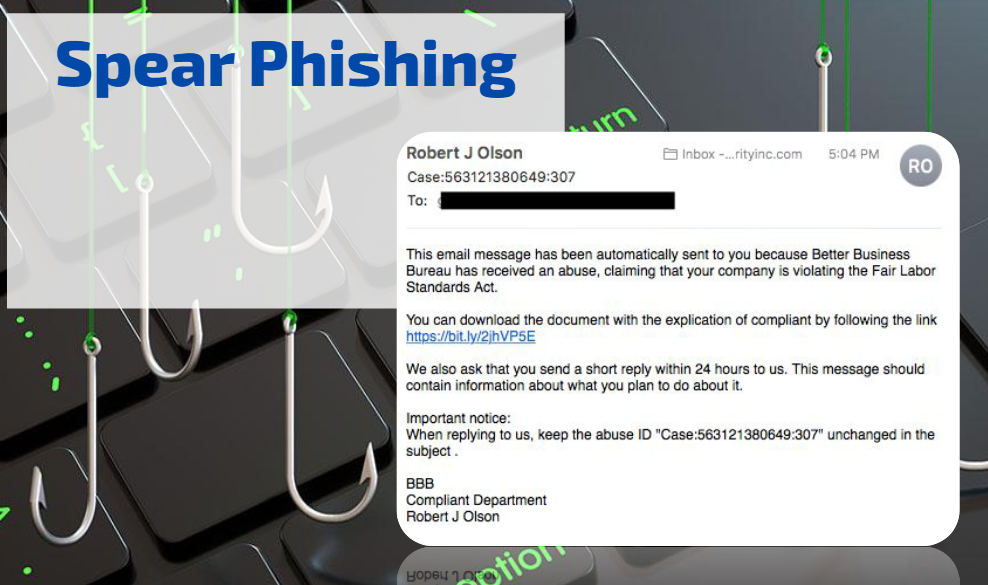 Spear Phishing
urn
Robert J Olson
Inbox -...rityinc.com
5:04 PM
RO
Case:563121380649:307
To:
This email message has been automatically sent to you because Better Business
Bureau has received an abuse, claiming that your company is violating the Fair Labor
Standards Act.
You can download the document with the explication of compliant by following the link
https://bit.ly/2jhVP5E
We also ask that you send a short reply within 24 hours to us. This message should
contain information about what you plan to do about it.
Important notice:
When replying to us, keep the abuse ID "Case:563121380649:307" unchanged in the
subject .
BBB
Compliant Department
Robert J Olson
option
Robert J Olson